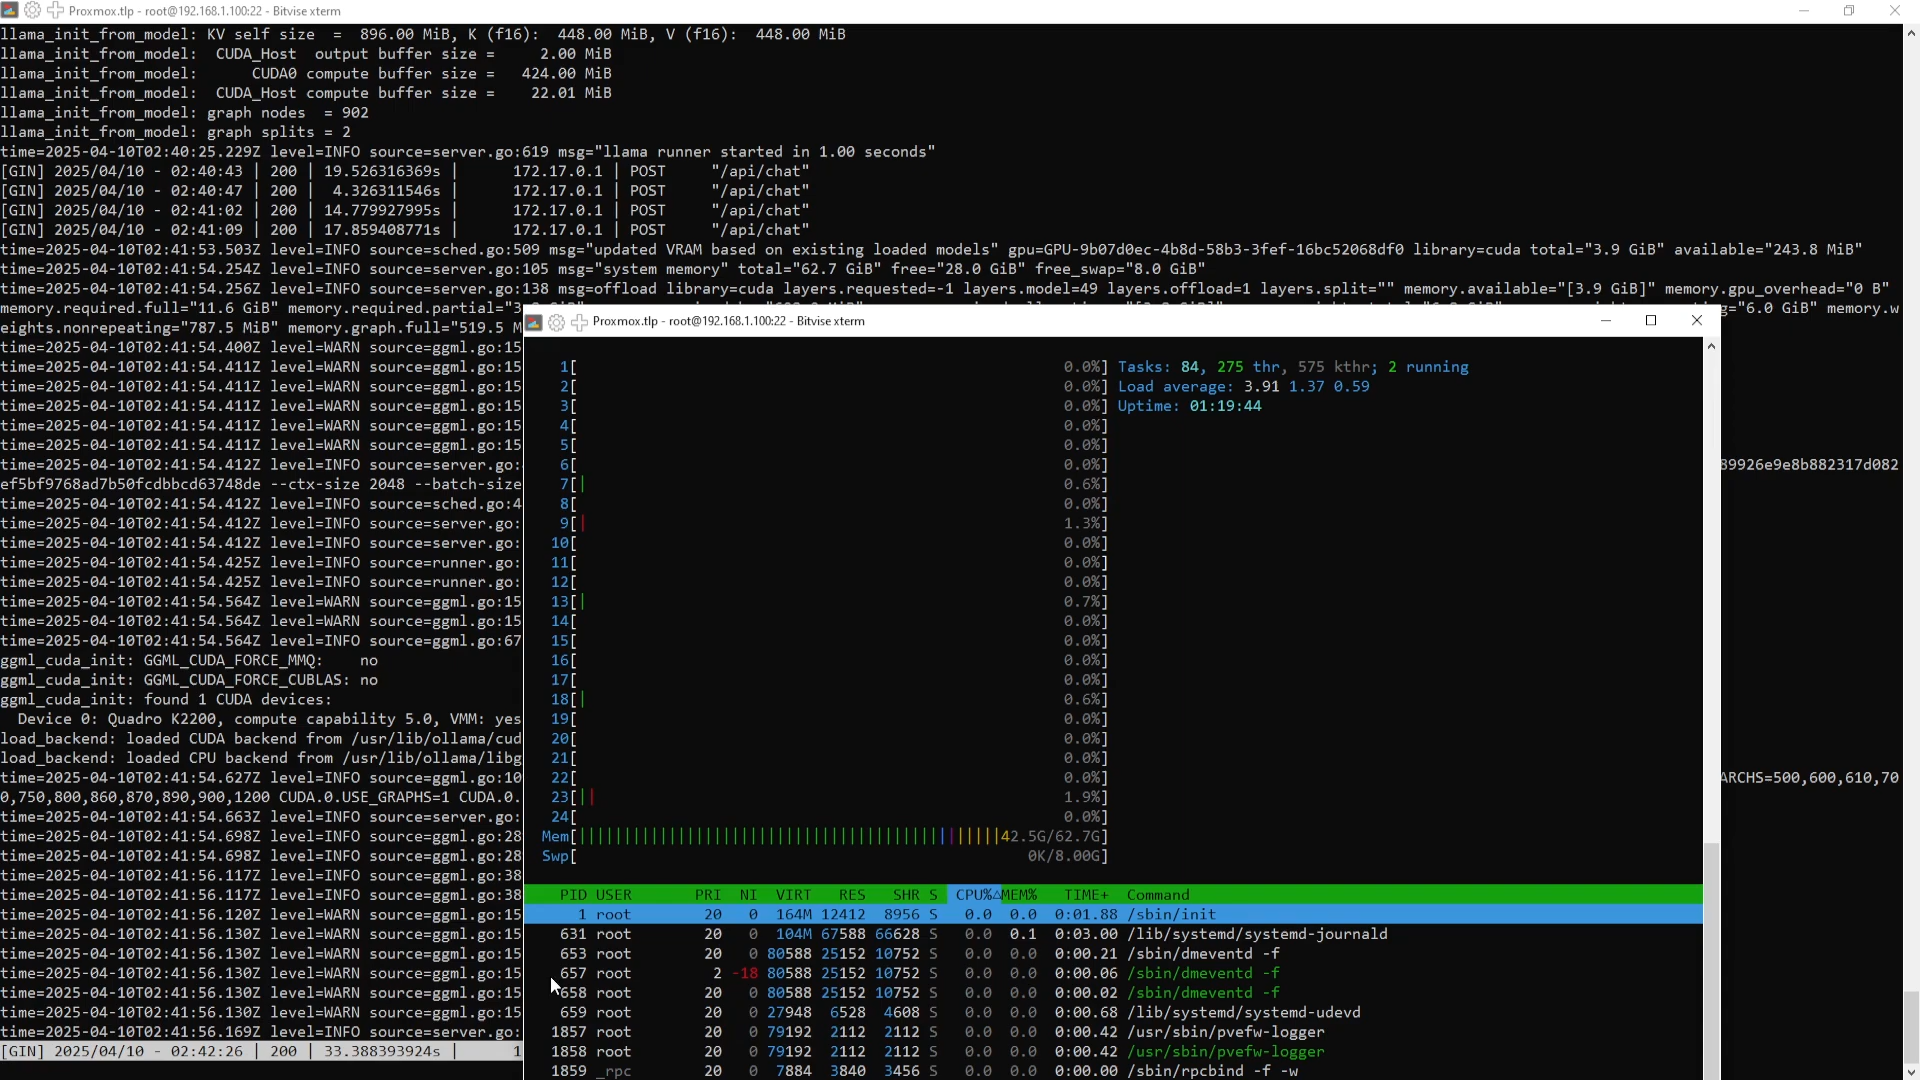 Proxmox.tlp - root@192.168.1.100:22 - Bitvise xterm
llama_init_from_model: KV self size  =  896.00 MiB, K (f16):  448.00 MiB, V (f16):  448.00 MiB
llama_init_from_model:  CUDA_Host  output buffer size =     2.00 MiB
llama_init_from_model:      CUDA0 compute buffer size =   424.00 MiB
llama_init_from_model:  CUDA_Host compute buffer size =    22.01 MiB
llama_init_from_model: graph nodes  = 902
llama_init_from_model: graph splits = 2
time=2025-04-10T02:40:25.229Z level=INFO source=server.go:619 msg="llama runner started in 1.00 seconds"
[GIN] 2025/04/10 - 02:40:43 | 200 | 19.526316369s |      172.17.0.1 | POST     "/api/chat"
[GIN] 2025/04/10 - 02:40:47 | 200 |  4.326311546s |      172.17.0.1 | POST     "/api/chat"
[GIN] 2025/04/10 - 02:41:02 | 200 | 14.779927995s |      172.17.0.1 | POST     "/api/chat"
[GIN] 2025/04/10 - 02:41:09 | 200 | 17.859408771s |      172.17.0.1 | POST     "/api/chat"
time=2025-04-10T02:41:53.503Z level=INFO source=sched.go:509 msg="updated VRAM based on existing loaded models" gpu=GPU-9b07d0ec-4b8d-58b3-3fef-16bc52068df0 library=cuda total="3.9 GiB" available="243.8 MiB"
time=2025-04-10T02:41:54.254Z level=INFO source=server.go:105 msg="system memory" total="62.7 GiB" free="28.0 GiB" free_swap="8.0 GiB"
time=2025-04-10T02:41:54.256Z level=INFO source=server.go:138 msg=offload library=cuda layers.requested=-1 layers.model=49 layers.offload=1 layers.split="" memory.available="[3.9 GiB]" memory.gpu_overhead="0 B"
memory.required.full="11.6 GiB" memory.required.partial="3 g="6.0 GiB" memory.w
eights.nonrepeating="787.5 MiB" memory.graph.full="519.5 M
time=2025-04-10T02:41:54.400Z level=WARN source=ggml.go:15
time=2025-04-10T02:41:54.411Z level=WARN source=ggml.go:15
time=2025-04-10T02:41:54.411Z level=WARN source=ggml.go:15
time=2025-04-10T02:41:54.411Z level=WARN source=ggml.go:15
time=2025-04-10T02:41:54.411Z level=WARN source=ggml.go:15
time=2025-04-10T02:41:54.411Z level=WARN source=ggml.go:15
time=2025-04-10T02:41:54.412Z level=INFO source=server.go: 89926e9e8b882317d082
ef5bf9768ad7b50fcdbbcd63748de --ctx-size 2048 --batch-size
time=2025-04-10T02:41:54.412Z level=INFO source=sched.go:4
time=2025-04-10T02:41:54.412Z level=INFO source=server.go:
time=2025-04-10T02:41:54.412Z level=INFO source=server.go:
time=2025-04-10T02:41:54.425Z level=INFO source=runner.go:
time=2025-04-10T02:41:54.425Z level=INFO source=runner.go:
time=2025-04-10T02:41:54.564Z level=WARN source=ggml.go:15
time=2025-04-10T02:41:54.564Z level=WARN source=ggml.go:15
time=2025-04-10T02:41:54.564Z level=INFO source=ggml.go:67
ggml_cuda_init: GGML_CUDA_FORCE_MMQ:    no
ggml_cuda_init: GGML_CUDA_FORCE_CUBLAS: no
ggml_cuda_init: found 1 CUDA devices:
  Device 0: Quadro K2200, compute capability 5.0, VMM: yes
load_backend: loaded CUDA backend from /usr/lib/ollama/cud
load_backend: loaded CPU backend from /usr/lib/ollama/libg
time=2025-04-10T02:41:54.627Z level=INFO source=ggml.go:10 ARCHS=500,600,610,70
0,750,800,860,870,890,900,1200 CUDA.0.USE_GRAPHS=1 CUDA.0.
time=2025-04-10T02:41:54.663Z level=INFO source=server.go:
time=2025-04-10T02:41:54.698Z level=INFO source=ggml.go:28
time=2025-04-10T02:41:54.698Z level=INFO source=ggml.go:28
time=2025-04-10T02:41:56.117Z level=INFO source=ggml.go:38
time=2025-04-10T02:41:56.117Z level=INFO source=ggml.go:38
time=2025-04-10T02:41:56.120Z level=WARN source=ggml.go:15
time=2025-04-10T02:41:56.130Z level=WARN source=ggml.go:15
time=2025-04-10T02:41:56.130Z level=WARN source=ggml.go:15
time=2025-04-10T02:41:56.130Z level=WARN source=ggml.go:15
time=2025-04-10T02:41:56.130Z level=WARN source=ggml.go:15
time=2025-04-10T02:41:56.130Z level=WARN source=ggml.go:15
time=2025-04-10T02:41:56.169Z level=INFO source=server.go:
[GIN] 2025/04/10 - 02:42:26 | 200 | 33.388393924s |      1
Proxmox.tlp - root@192.168.1.100:22 - Bitvise xterm
1[ 0.0%] Tasks: 84, 275 thr, 575 kthr; 2 running
2[ 0.0%] Load average: 3.91 1.37 0.59
3[ 0.0%] Uptime: 01:19:44
4[ 0.0%]
5[ 0.0%]
6[ 0.0%]
7[| 0.6%]
8[ 0.0%]
9[| 1.3%]
10[ 0.0%]
11[ 0.0%]
12[ 0.0%]
13[| 0.7%]
14[ 0.0%]
15[ 0.0%]
16[ 0.0%]
17[ 0.0%]
18[| 0.6%]
19[ 0.0%]
20[ 0.0%]
21[ 0.0%]
22[ 0.0%]
23[|| 1.9%]
24[ 0.0%]
Mem[|||||||||||||||||||||||||||||||||||||||||||||||42.5G/62.7G]
Swp[ 0K/8.00G]
PID USER PRI NI VIRT RES SHR S CPU%△MEM% TIME+ Command
1 root 20 0 164M 12412 8956 S 0.0 0.0 0:01.88 /sbin/init
631 root 20 0 104M 67588 66628 S 0.0 0.1 0:03.00 /lib/systemd/systemd-journald
653 root 20 0 80588 25152 10752 S 0.0 0.0 0:00.21 /sbin/dmeventd -f
657 root 2 -18 80588 25152 10752 S 0.0 0.0 0:00.06 /sbin/dmeventd -f
658 root 20 0 80588 25152 10752 S 0.0 0.0 0:00.02 /sbin/dmeventd -f
659 root 20 0 27948 6528 4608 S 0.0 0.0 0:00.68 /lib/systemd/systemd-udevd
1857 root 20 0 79192 2112 2112 S 0.0 0.0 0:00.42 /usr/sbin/pvefw-logger
1858 root 20 0 79192 2112 2112 S 0.0 0.0 0:00.42 /usr/sbin/pvefw-logger
1859 _rpc 20 0 7884 3840 3456 S 0.0 0.0 0:00.00 /sbin/rpcbind -f -w